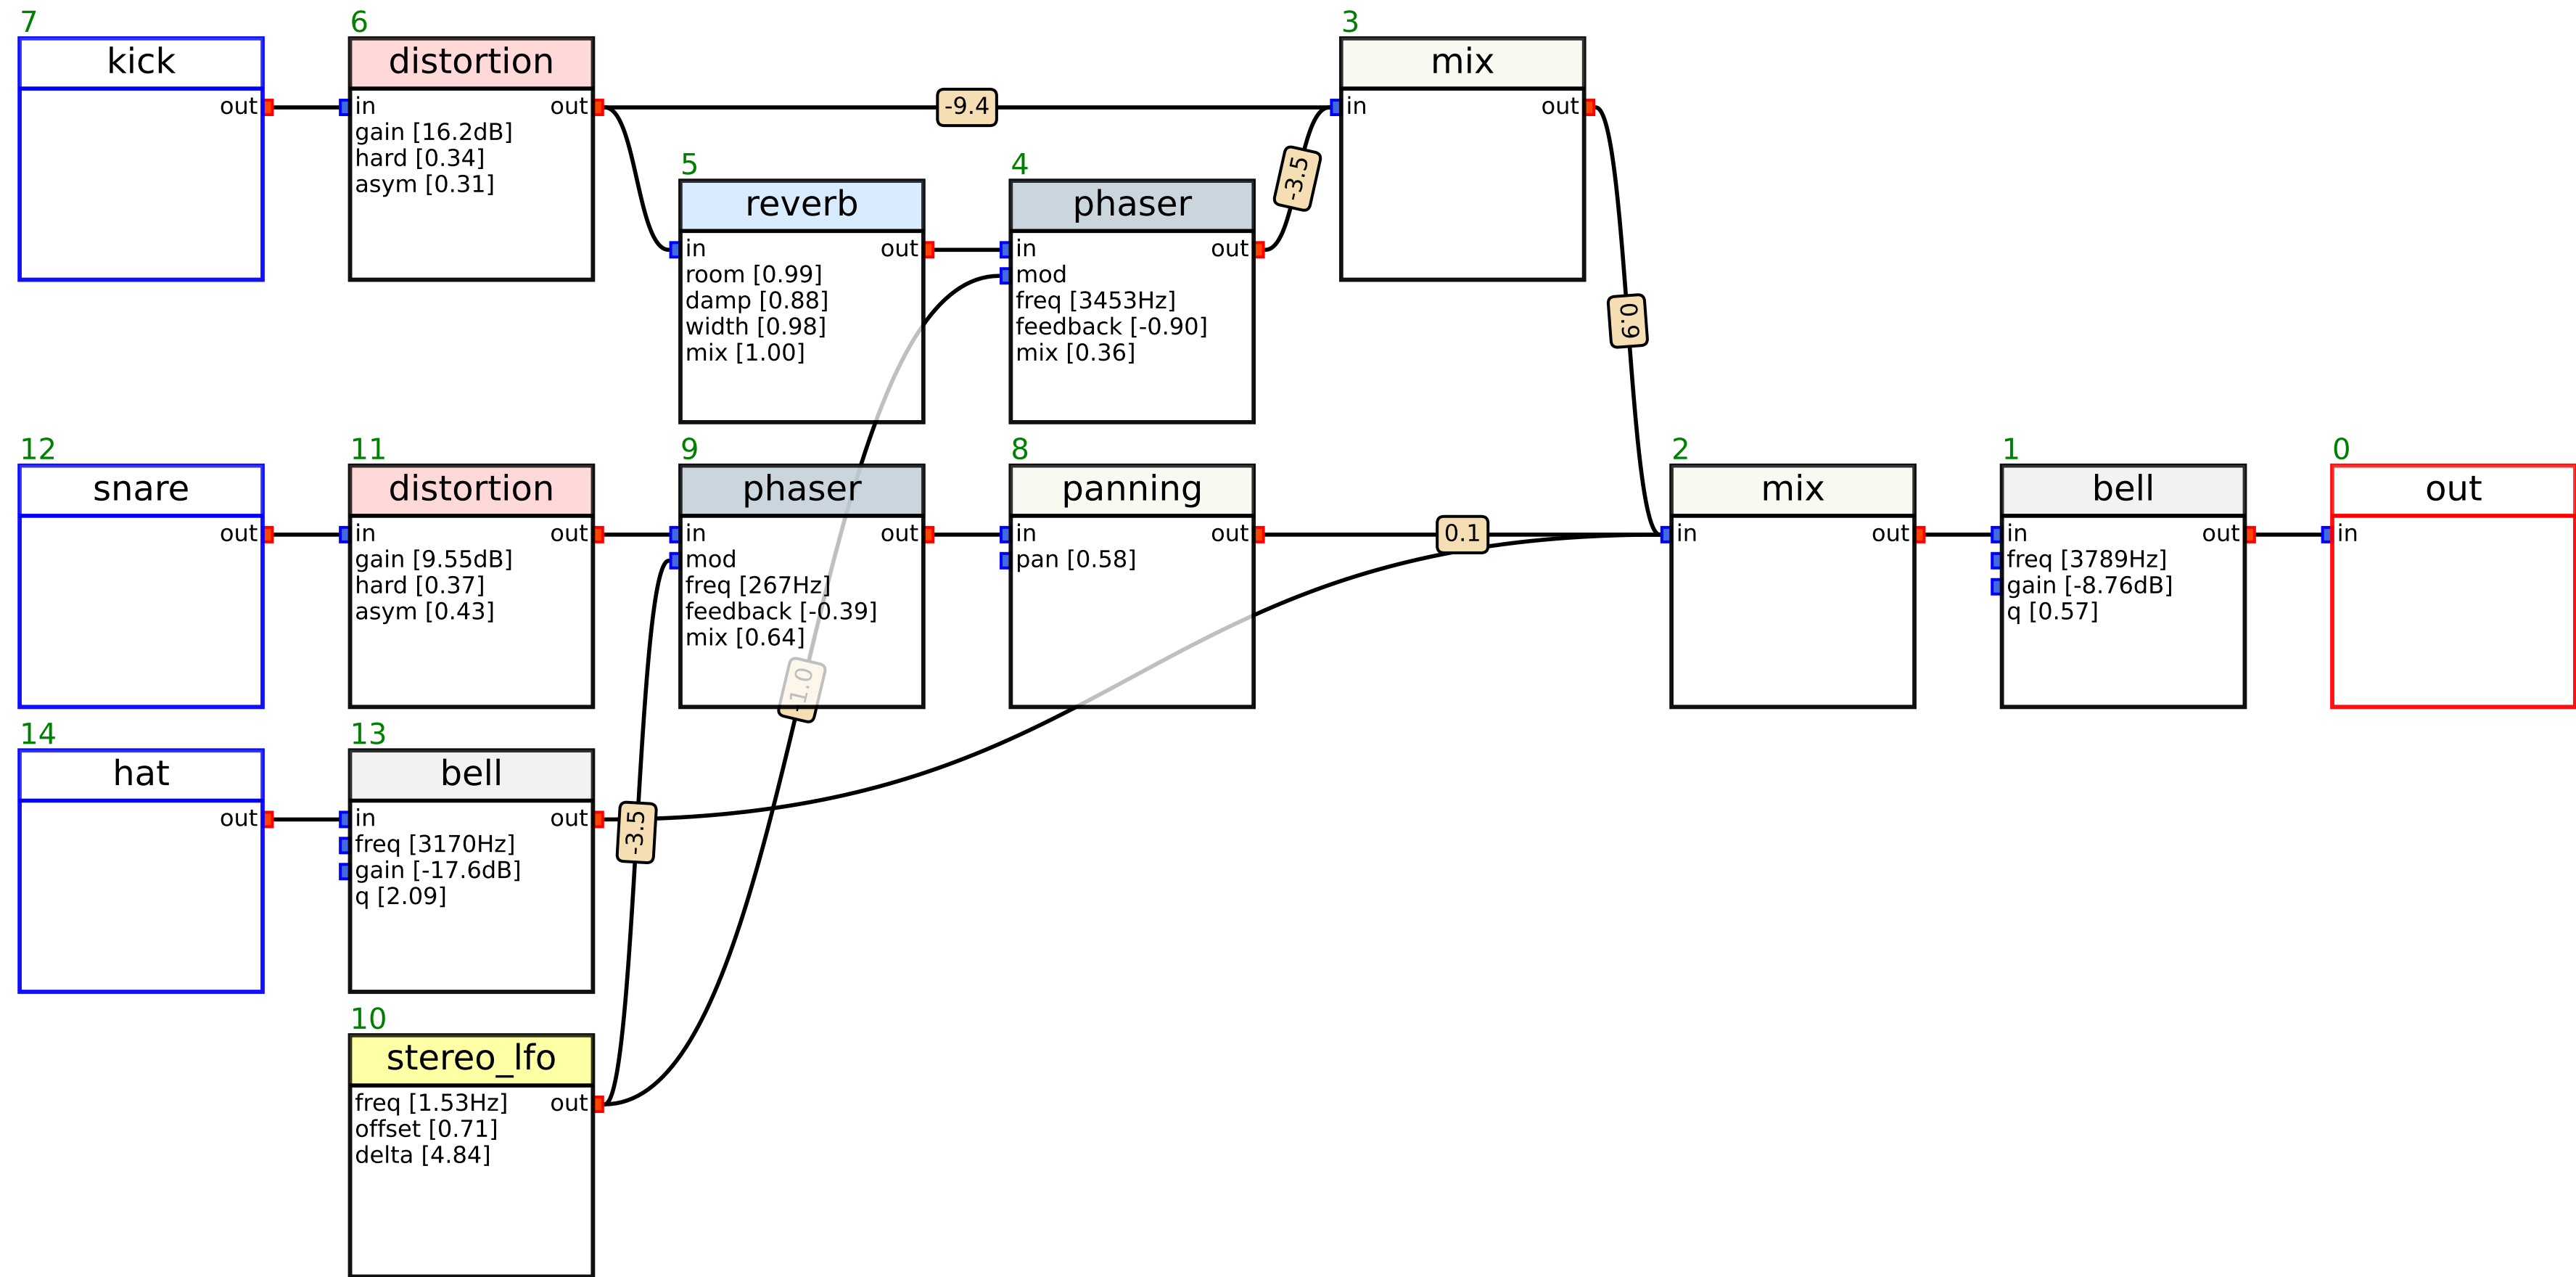 7
kick
out
6
distortion
in out
gain [16.2dB]
hard [0.34]
asym [0.31]
-9.4
3
mix
in out
5
reverb
in out
room [0.99]
damp [0.88]
width [0.98]
mix [1.00]
4
phaser
in out
mod
freq [3453Hz]
feedback [-0.90]
mix [0.36]
-3.5
0.9
12
snare
out
11
distortion
in out
gain [9.55dB]
hard [0.37]
asym [0.43]
9
phaser
in out
mod
freq [267Hz]
feedback [-0.39]
mix [0.64]
8
panning
in out
pan [0.58]
0.1
2
mix
in out
1
bell
in out
freq [3789Hz]
gain [-8.76dB]
q [0.57]
0
out
in
14
hat
out
13
bell
in out
freq [3170Hz]
gain [-17.6dB]
q [2.09]
-3.5
10
stereo_lfo
freq [1.53Hz] out
offset [0.71]
delta [4.84]